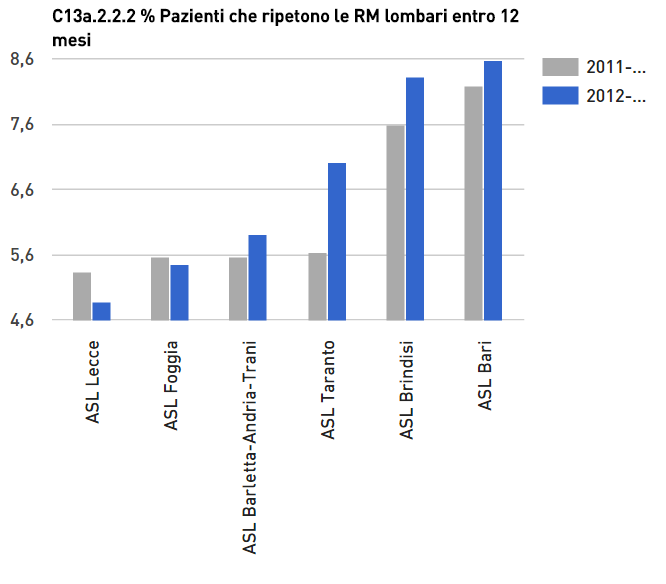 C13a.2.2.2 % Pazienti che ripetono le RM lombari entro 12
mesi
8,6
7,6
6,6
5,6
4,6
2011-...
2012-...
ASL Lecce
ASL Foggia
ASL Barletta-Andria-Trani
ASL Taranto
ASL Brindisi
ASL Bari